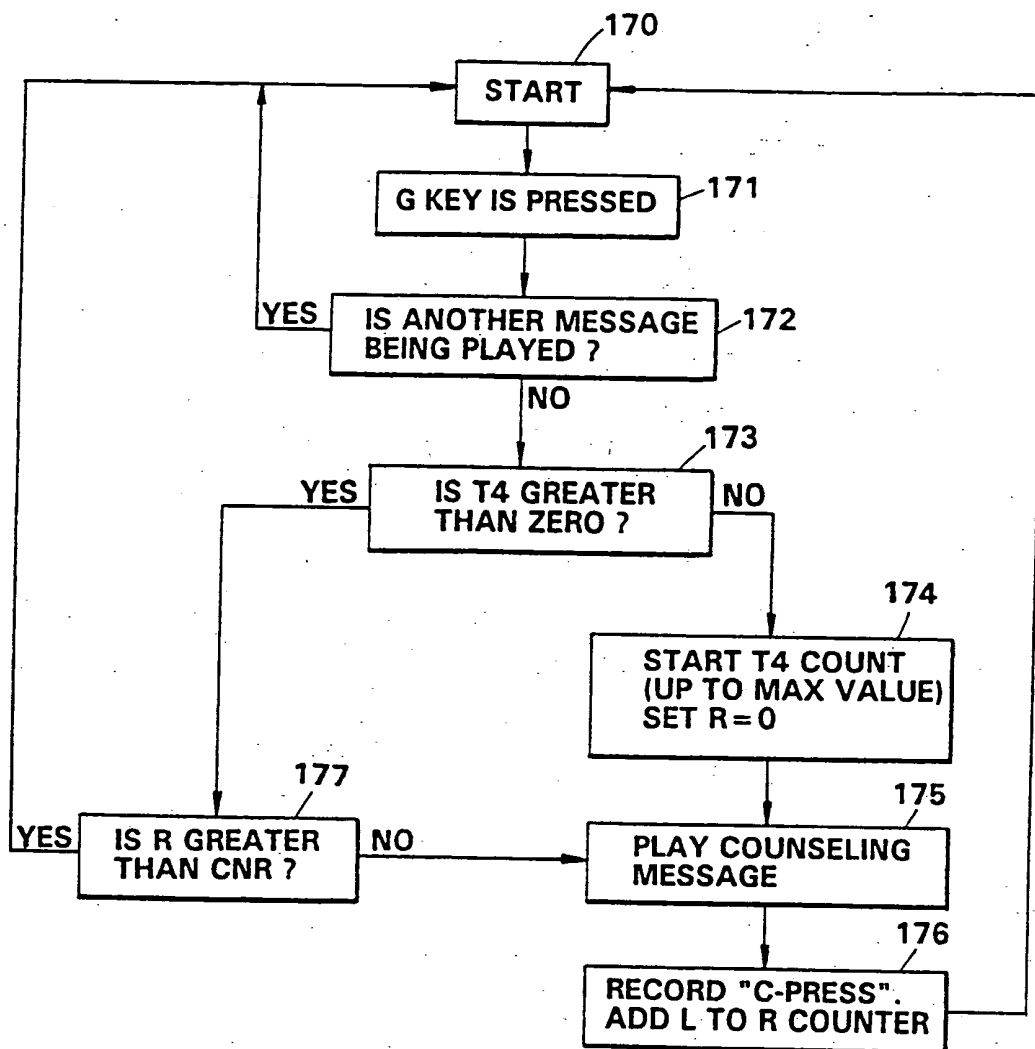 170
START
G KEY IS PRESSED
171
YES
IS ANOTHER MESSAGE
BEING PLAYED ?
172
NO
173
YES
IS T4 GREATER
THAN ZERO ?
NO
174
START T4 COUNT
(UP TO MAX VALUE)
SET R=0
177
175
YES
IS R GREATER
THAN CNR ?
NO
PLAY COUNSELING
MESSAGE
176
RECORD "C-PRESS".
ADD L TO R COUNTER